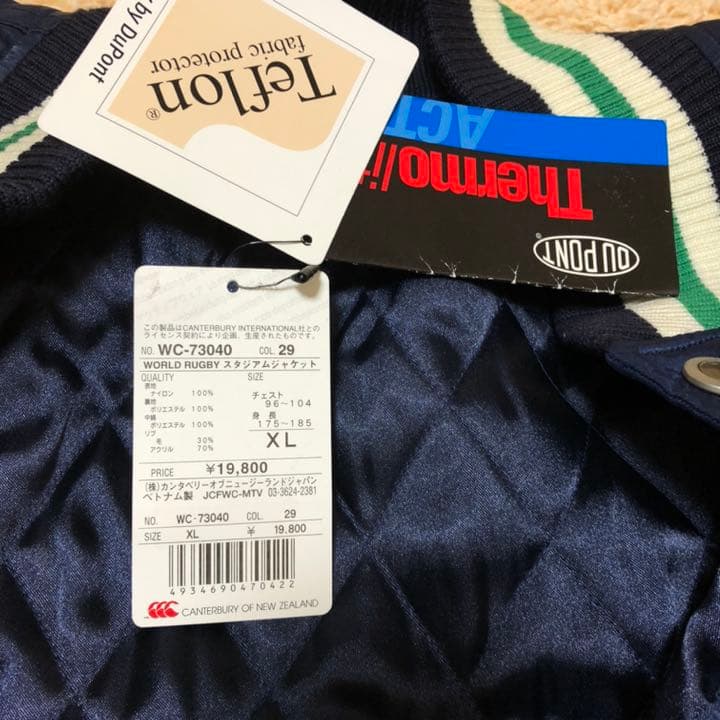 by DuPont
Teflon®
fabric protector
ACT
Thermolit
DU PONT
®
この製品はCANTERBURY INTERNATIONAL社との
ライセンス契約により企画、生産されたものです。
NO. WC-73040 COL. 29
WORLD RUGBY スタジアムジャケット
QUALITY SIZE
表地
ナイロン 100%
裏地
ポリエステル 100%
中綿
ポリエステル 100%
リブ
毛 30%
アクリル 70%
チェスト
96～104
身長
175～185
XL
PRICE ¥19,800
(株)カンタベリーオブニュージーランドジャパン
ベトナム製 JCFWC-MTV 03-3624-2381
NO. WC-73040 COL. 29
SIZE XL ¥ 19,800
4934690470422
CANTERBURY OF NEW ZEALAND